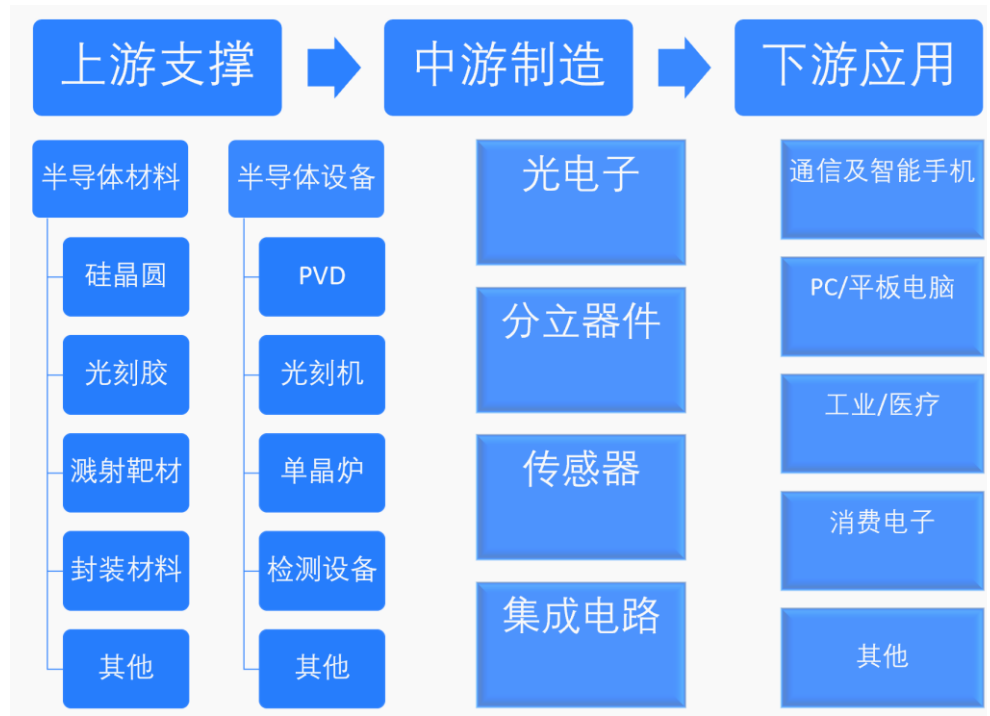 上游支撑
中游制造
下游应用
半导体材料
硅晶圆
光刻胶
溅射靶材
封装材料
其他
半导体设备
PVD
光刻机
单晶炉
检测设备
其他
光电子
分立器件
传感器
集成电路
通信及智能手机
PC/平板电脑
工业/医疗
消费电子
其他